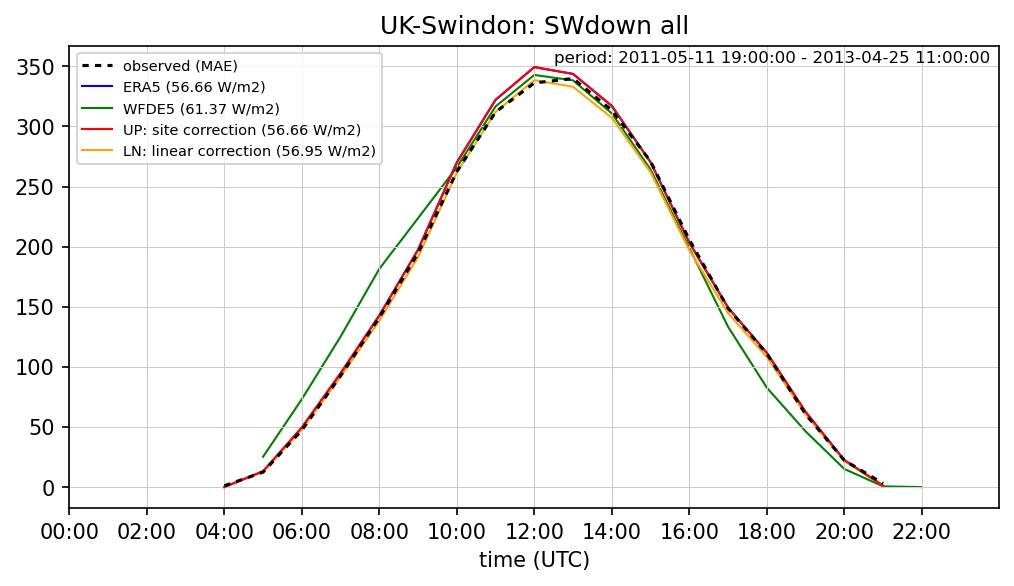 UK-Swindon: SWdown all
period: 2011-05-11 19:00:00 - 2013-04-25 11:00:00
observed (MAE)
ERA5 (56.66 W/m2)
WFDE5 (61.37 W/m2)
UP: site correction (56.66 W/m2)
LN: linear correction (56.95 W/m2)
350
300
250
200
150
100
50
0
00:00 02:00 04:00 06:00 08:00 10:00 12:00 14:00 16:00 18:00 20:00 22:00
time (UTC)